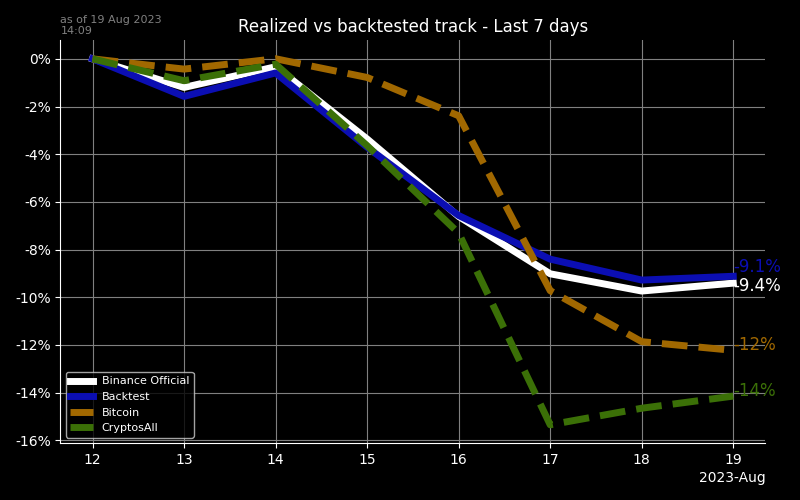 as of 19 Aug 2023
14:09
Realized vs backtested track - Last 7 days
0%
-2%
-4%
-6%
-8%
-10%
-12%
-14%
-16%
-9.1%
-9.4%
-12%
-14%
Binance Official
Backtest
Bitcoin
CryptosAll
12 13 14 15 16 17 18 19
2023-Aug